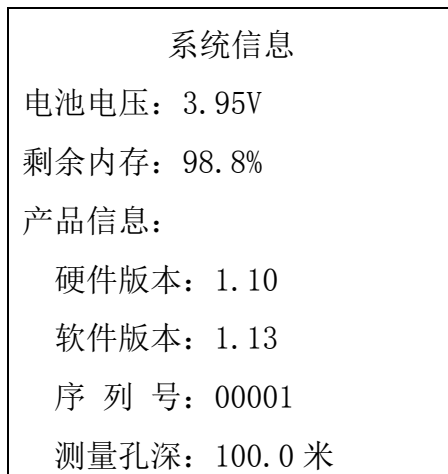 系统信息
电池电压：3.95V
剩余内存：98.8%
产品信息：
硬件版本：1.10
软件版本：1.13
序 列 号：00001
测量孔深：100.0 米